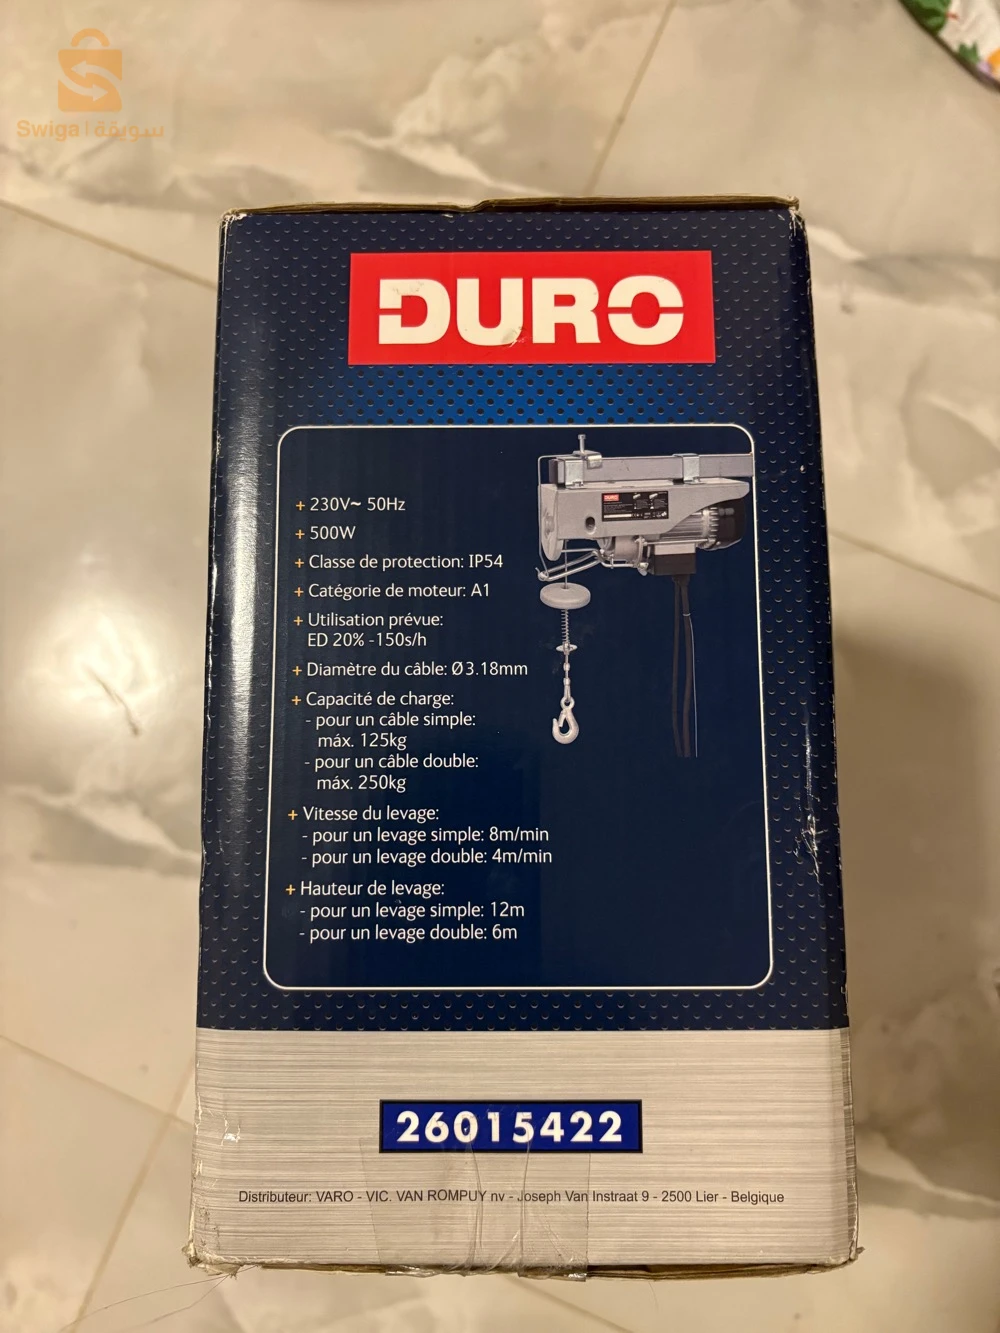 Swiga | سويقة
DURO
+ 230V~ 50Hz
+ 500W
+ Classe de protection: IP54
+ Catégorie de moteur: A1
+ Utilisation prévue:
ED 20% -150s/h
+ Diamètre du câble: Ø3.18mm
+ Capacité de charge:
- pour un câble simple:
máx. 125kg
- pour un câble double:
máx. 250kg
+ Vitesse du levage:
- pour un levage simple: 8m/min
- pour un levage double: 4m/min
+ Hauteur de levage:
- pour un levage simple: 12m
- pour un levage double: 6m
DURO
26015422
Distributeur: VARO - VIC. VAN ROMPUY nv - Joseph Van Instraat 9 - 2500 Lier - Belgique